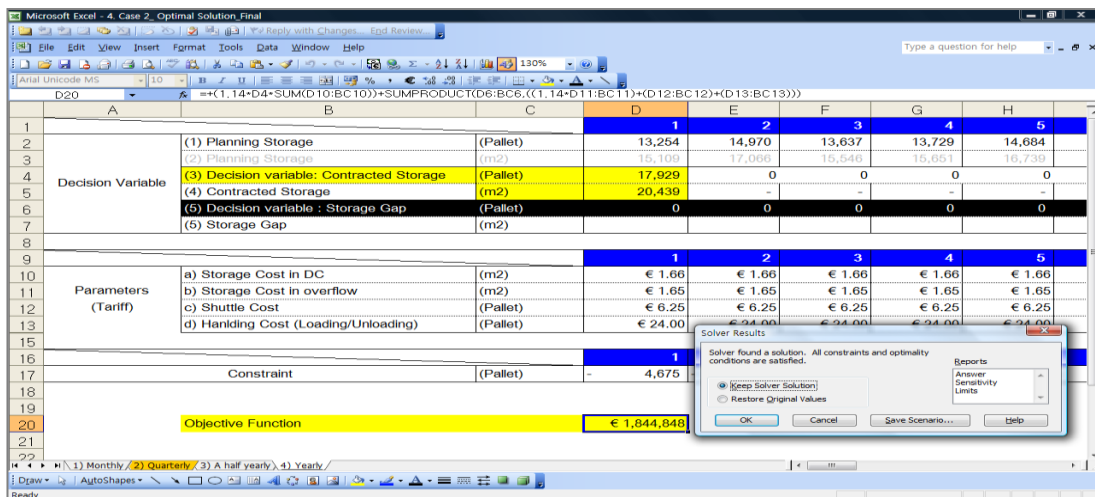 Microsoft Excel - 4. Case 2_ Optimal Solution_Final
Reply with Changes... End Review...
File Edit View Insert Format Tools Data Window Help Type a question for help
130%
Arial Unicode MS 10 B I U
D20 fx =+(1.14*D4*SUM(D10:BC10))+SUMPRODUCT(D6:BC6,((1.14*D11:BC11)+(D12:BC12)+(D13:BC13)))
A B C D E F G H
1 1 2 3 4 5
2 (1) Planning Storage (Pallet) 13,254 14,970 13,637 13,729 14,684
3 (2) Planning Storage (m2) 15,109 17,066 15,546 15,651 16,739
Decision Variable
4 (3) Decision variable: Contracted Storage (Pallet) 17,929 0 0 0 0
5 (4) Contracted Storage (m2) 20,439 - - - -
6 (5) Decision variable : Storage Gap (Pallet) 0 0 0 0 0
7 (5) Storage Gap (m2)
8
9 1 2 3 4 5
10 a) Storage Cost in DC (m2) € 1.66 € 1.66 € 1.66 € 1.66 € 1.66
11 Parameters b) Storage Cost in overflow (m2) € 1.65 € 1.65 € 1.65 € 1.65 € 1.65
12 (Tariff) c) Shuttle Cost (Pallet) € 6.25 € 6.25 € 6.25 € 6.25 € 6.25
13 d) Hanlding Cost (Loading/Unloading) (Pallet) € 24.00 € 24.00 € 24.00 € 24.00 € 24.00
15
16 1
17 Constraint (Pallet) - 4,675 -
18
19
20 Objective Function € 1,844,848
21
22
Solver Results
Solver found a solution. All constraints and optimality
conditions are satisfied.
Reports
Answer
Sensitivity
Limits
Keep Solver Solution
Restore Original Values
OK Cancel Save Scenario... Help
1) Monthly / 2) Quarterly / 3) A half yearly / 4) Yearly
Draw AutoShapes
Ready